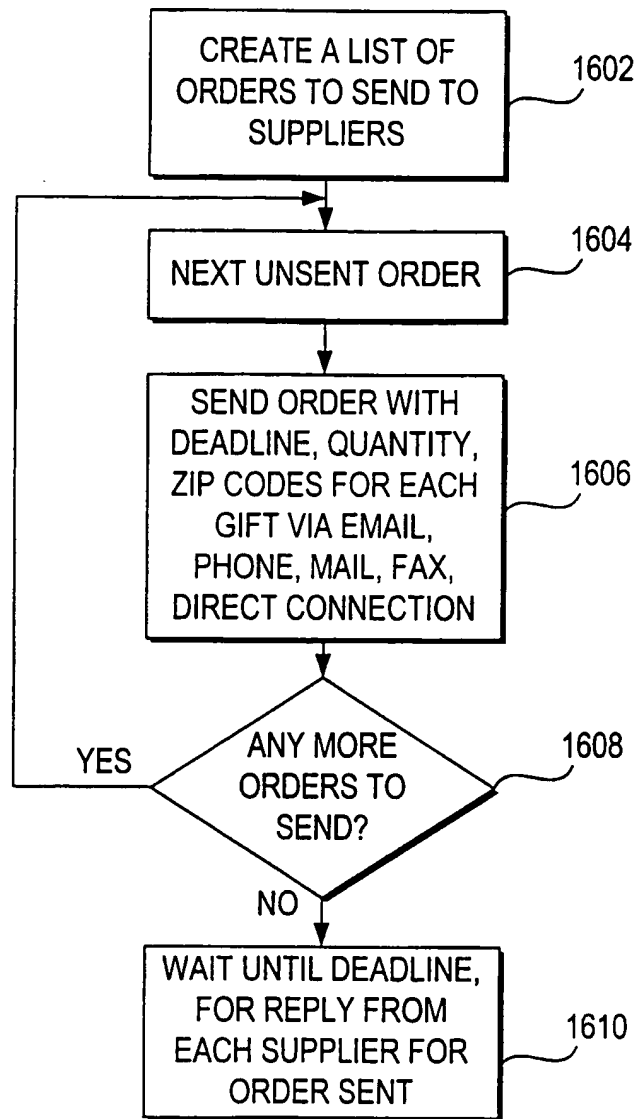 CREATE A LIST OF
ORDERS TO SEND TO
SUPPLIERS
1602
NEXT UNSENT ORDER
1604
SEND ORDER WITH
DEADLINE, QUANTITY,
ZIP CODES FOR EACH
GIFT VIA EMAIL,
PHONE, MAIL, FAX,
DIRECT CONNECTION
1606
ANY MORE
ORDERS TO
SEND?
1608
YES
NO
WAIT UNTIL DEADLINE,
FOR REPLY FROM
EACH SUPPLIER FOR
ORDER SENT
1610